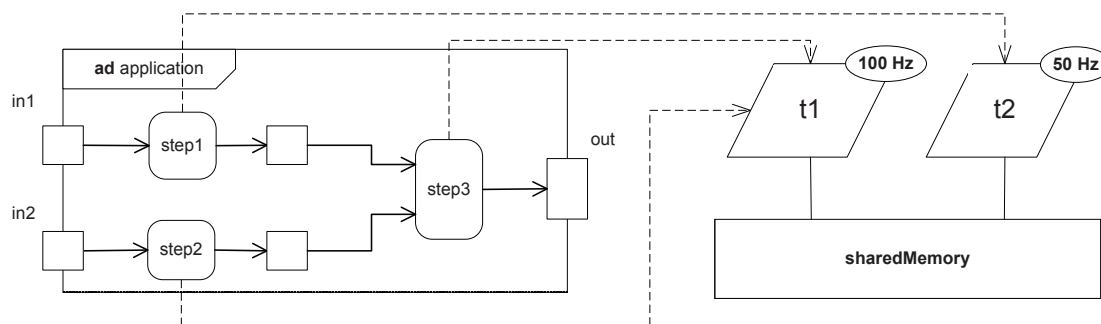 ad application
in1
step1
in2
step2
step3
out
100 Hz
t1
50 Hz
t2
sharedMemory